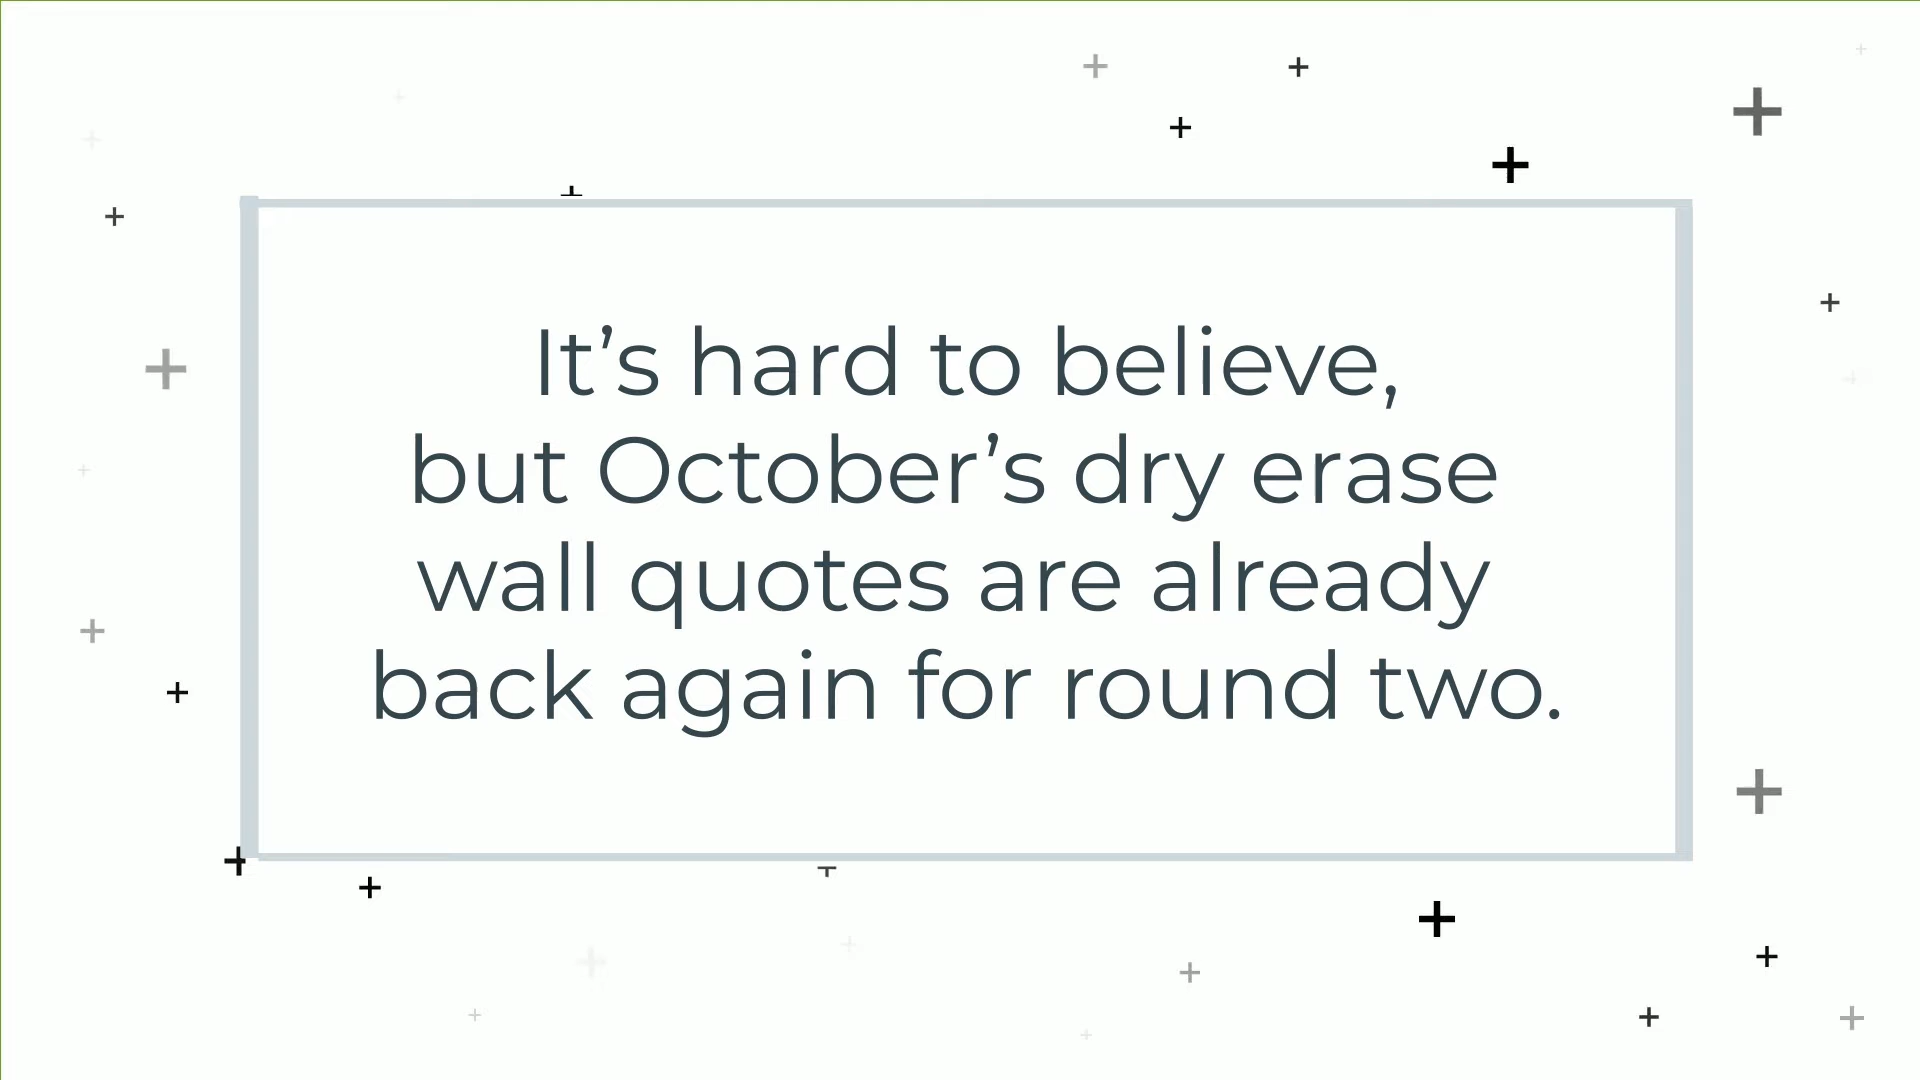 It’s hard to believe,
but October’s dry erase
wall quotes are already
back again for round two.